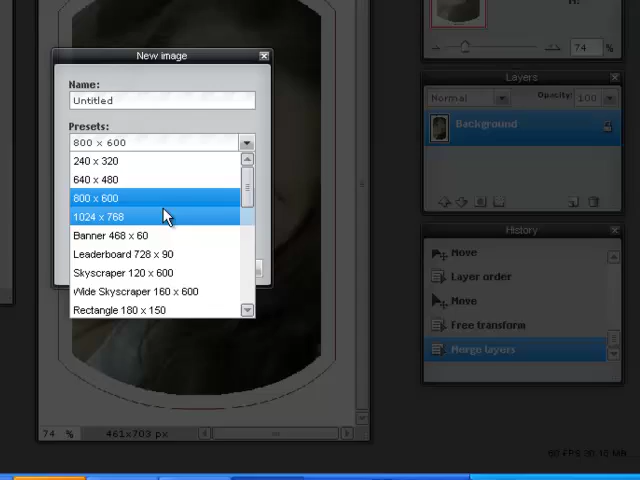 New image
Name:
Untitled
Presets:
800 x 600
240 x 320
640 x 480
800 x 600
1024 x 768
Banner 468 x 60
Leaderboard 728 x 90
Skyscraper 120 x 600
Wide Skyscraper 160 x 600
Rectangle 180 x 150
74 %
461x703 px
74 %
Layers
Normal
Opacity: 100
Background
History
Move
Layer order
Move
Free transform
Merge layers